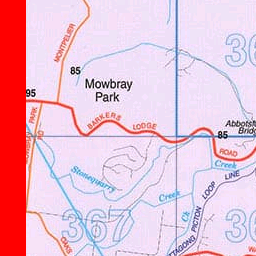 MONTPELIER
36
85
Mowbray
Park
95
BARKERS LODGE ROAD
PARK
RD
85
Abbotsf
Bridg
Creek
Stonequarry
Creek
LOOP LINE
PICTON
Ck
367
36
OAKS